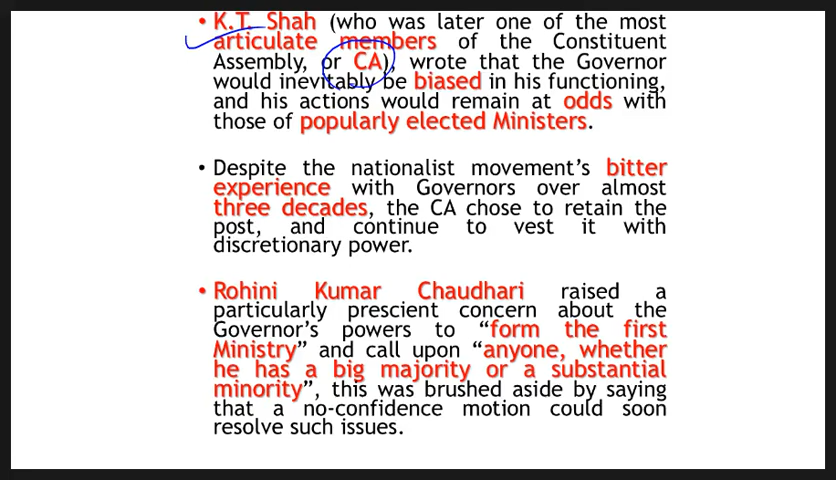 • K.T. Shah (who was later one of the most
articulate members of the Constituent
Assembly, or CA), wrote that the Governor
would inevitably be biased in his functioning,
and his actions would remain at odds with
those of popularly elected Ministers.
• Despite the nationalist movement's bitter
experience with Governors over almost
three decades, the CA chose to retain the
post, and continue to vest it with
discretionary power.
• Rohini Kumar Chaudhari raised a
particularly prescient concern about the
Governor's powers to “form the first
Ministry” and call upon “anyone, whether
he has a big majority or a substantial
minority”, this was brushed aside by saying
that a no-confidence motion could soon
resolve such issues.